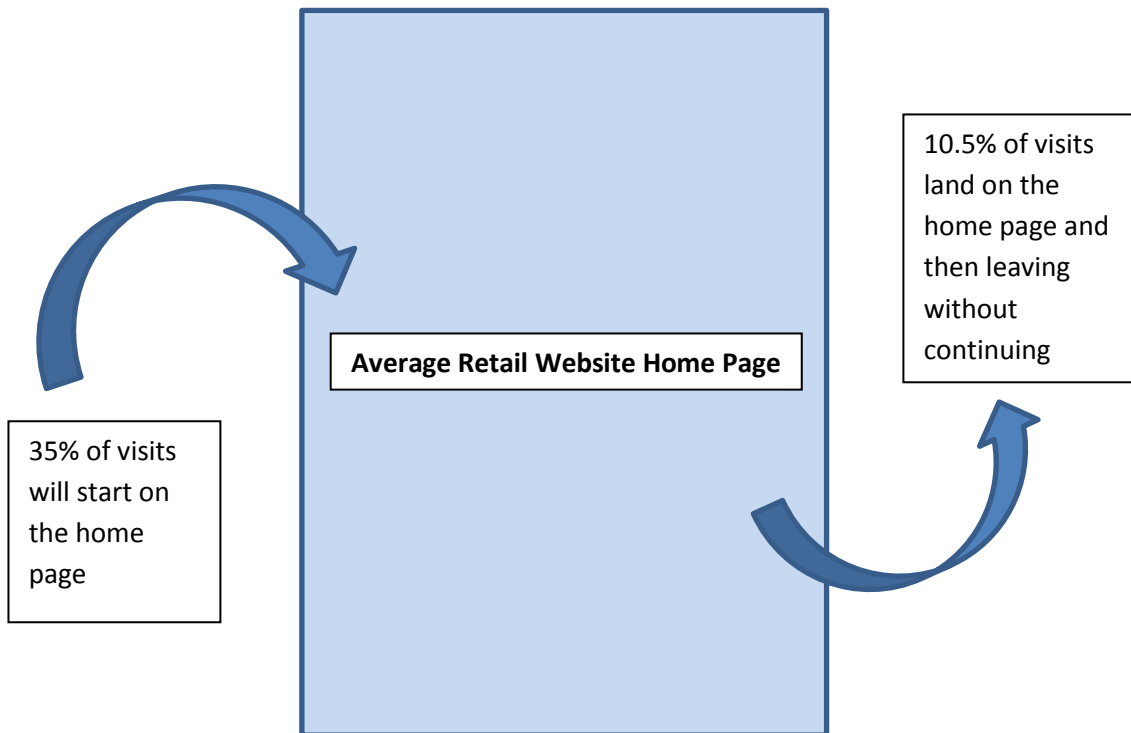 35% of visits
will start on
the home
page
Average Retail Website Home Page
10.5% of visits
land on the
home page and
then leaving
without
continuing